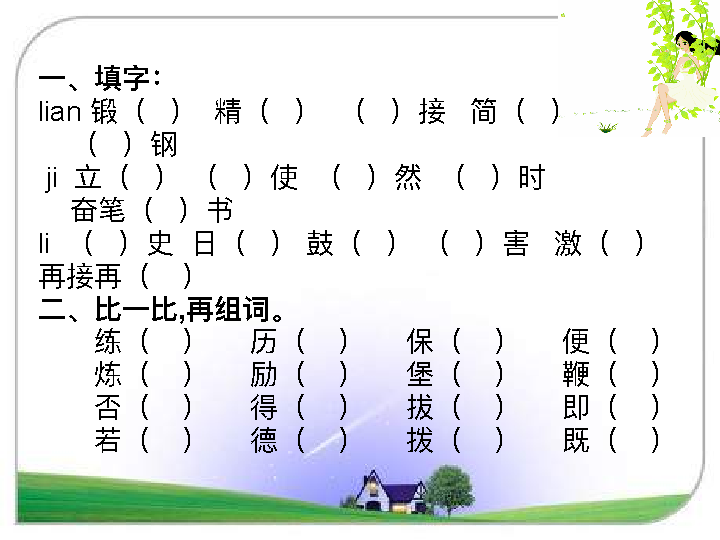 一、填字：
lian 锻（ ） 精（ ） （ ）接 简（ ）
（ ）钢
ji 立（ ） （ ）使 （ ）然 （ ）时
奋笔（ ）书
li （ ）史 日（ ） 鼓（ ） （ ）害 激（ ）
再接再（ ）
二、比一比,再组词。
练（ ） 历（ ） 保（ ） 便（ ）
炼（ ） 励（ ） 堡（ ） 鞭（ ）
否（ ） 得（ ） 拔（ ） 即（ ）
若（ ） 德（ ） 拨（ ） 既（ ）